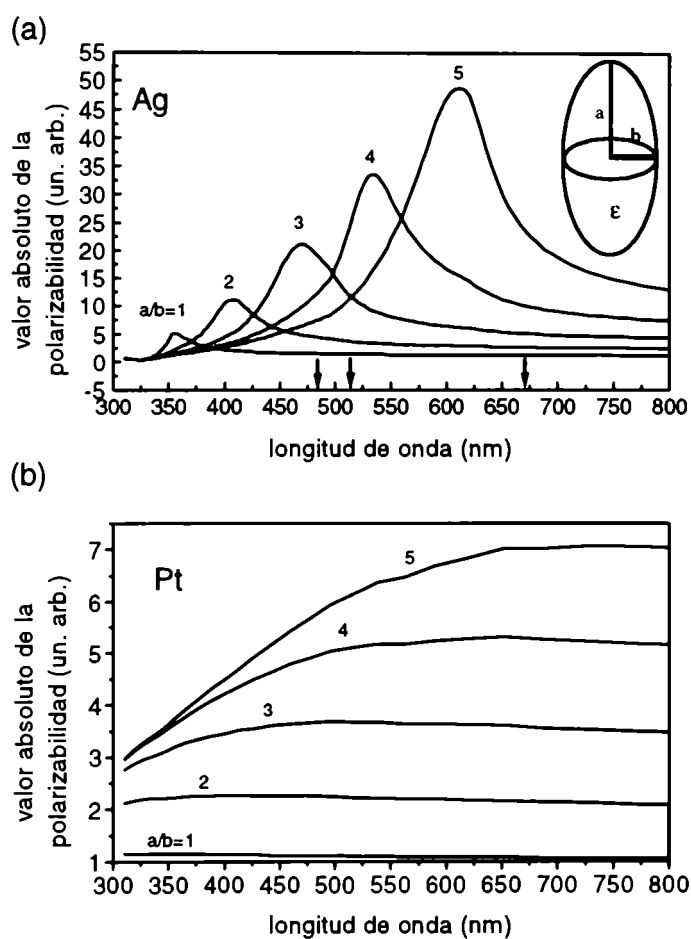 (a)
valor absoluto de la
polarizabilidad (un. arb.)
55
50
45
40
35
30
25
20
15
10
5
0
-5
Ag
a/b=1
2
3
4
5
a
b
ε
300 350 400 450 500 550 600 650 700 750 800
longitud de onda (nm)
(b)
valor absoluto de la
polarizabilidad (un. arb.)
7
6
5
4
3
2
1
Pt
5
4
3
2
a/b=1
300 350 400 450 500 550 600 650 700 750 800
longitud de onda (nm)